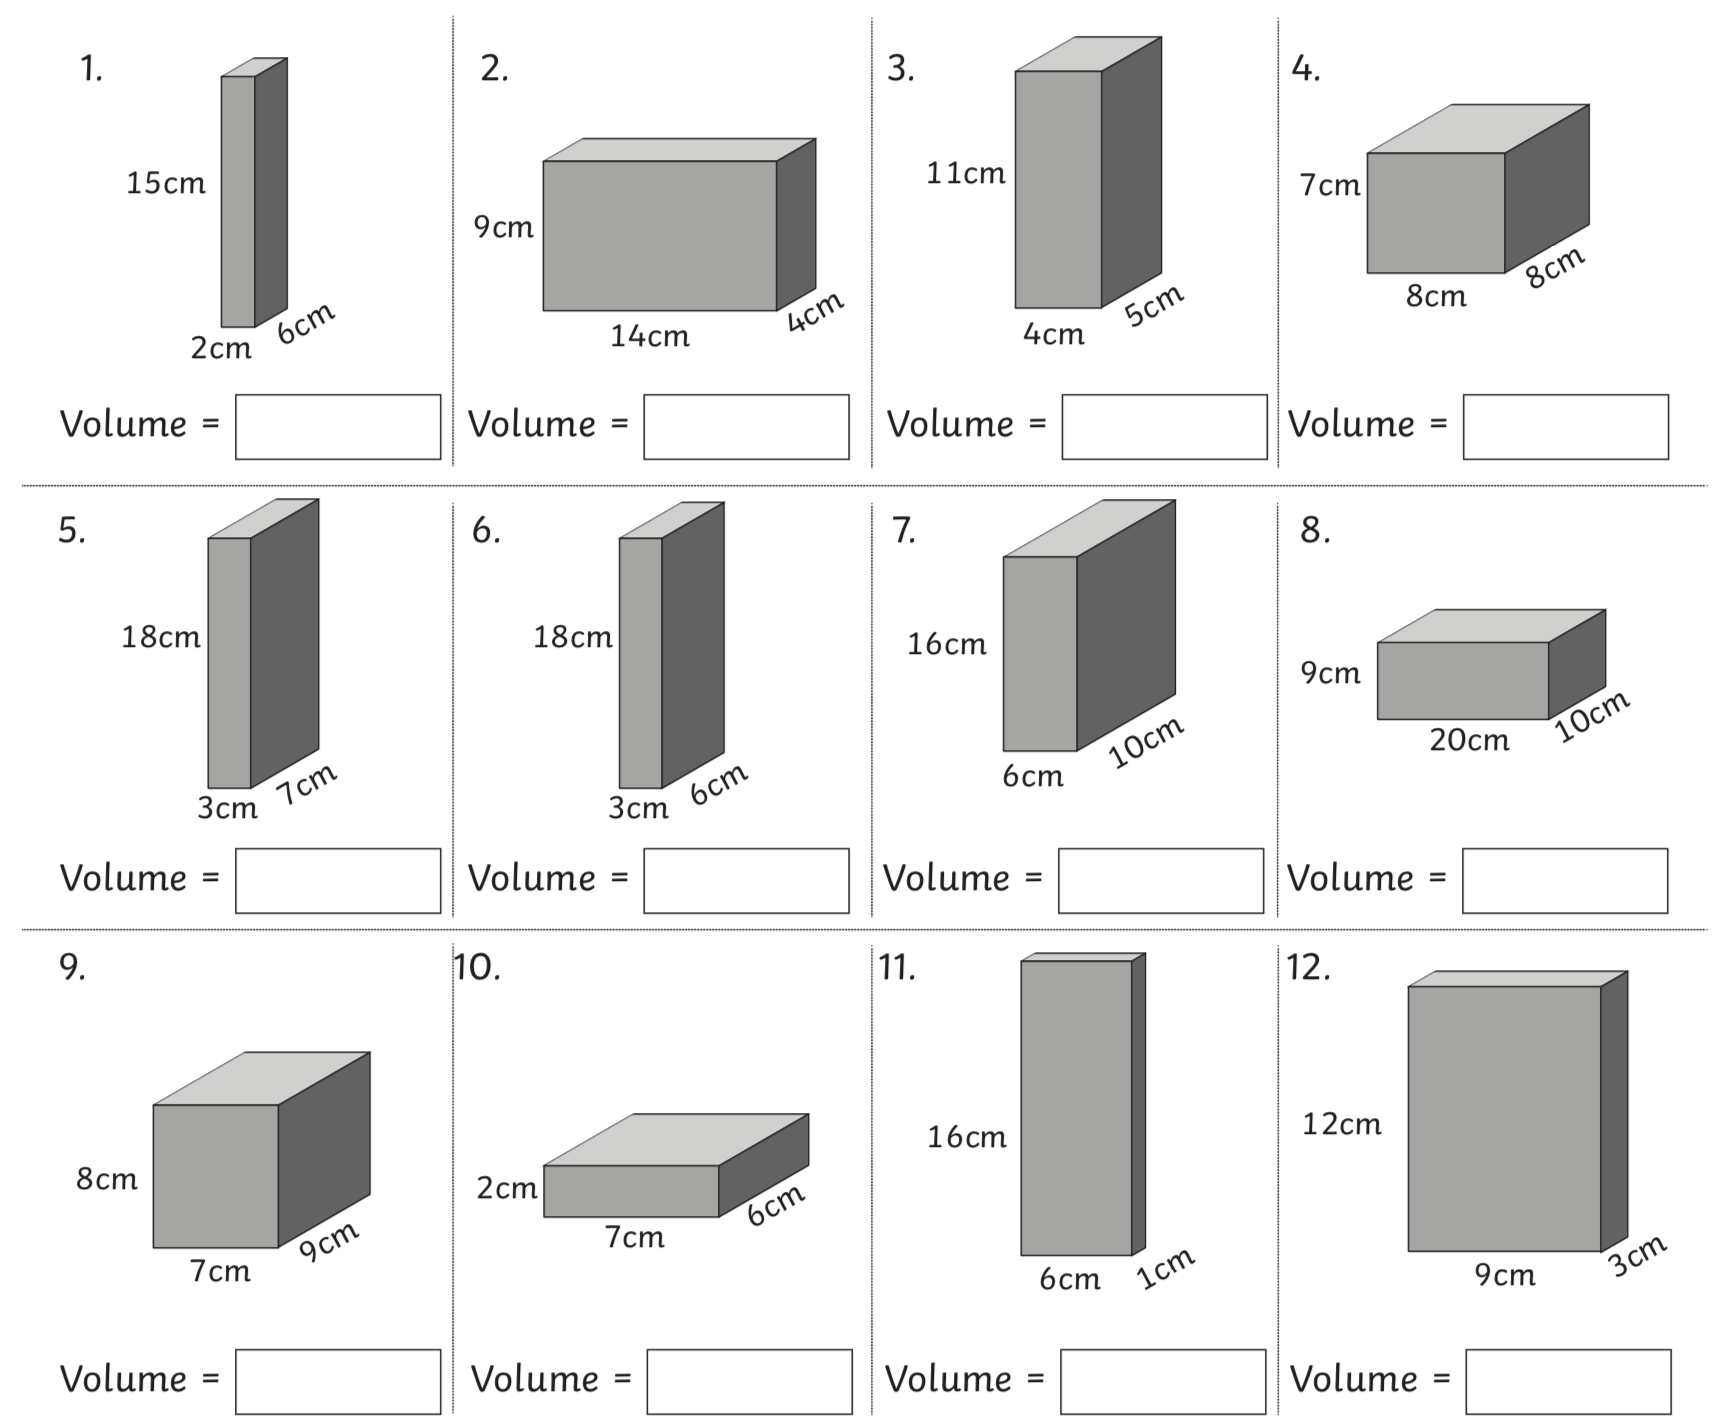 1.
15cm
2cm
6cm
Volume =
2.
9cm
14cm
4cm
Volume =
3.
11cm
4cm
5cm
Volume =
4.
7cm
8cm
8cm
Volume =
5.
18cm
3cm
7cm
Volume =
6.
18cm
3cm
6cm
Volume =
7.
16cm
6cm
10cm
Volume =
8.
9cm
20cm
10cm
Volume =
9.
8cm
7cm
9cm
Volume =
10.
2cm
7cm
6cm
Volume =
11.
16cm
6cm
1cm
Volume =
12.
12cm
9cm
3cm
Volume =